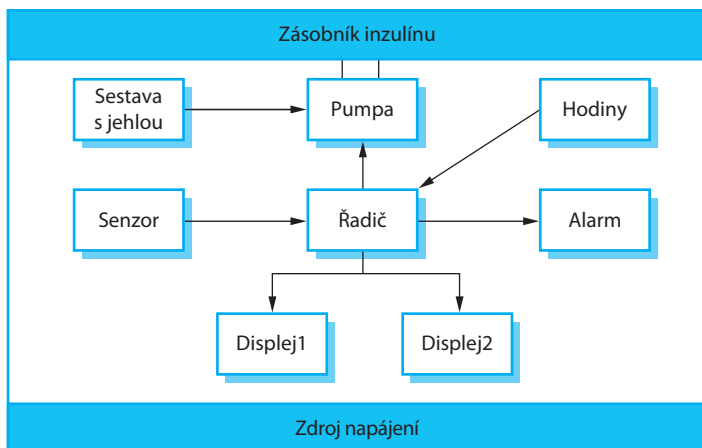 Zásobník inzulínu
Sestava
s jehlou
Pumpa
Hodiny
Senzor
Řadič
Alarm
Displej1
Displej2
Zdroj napájení